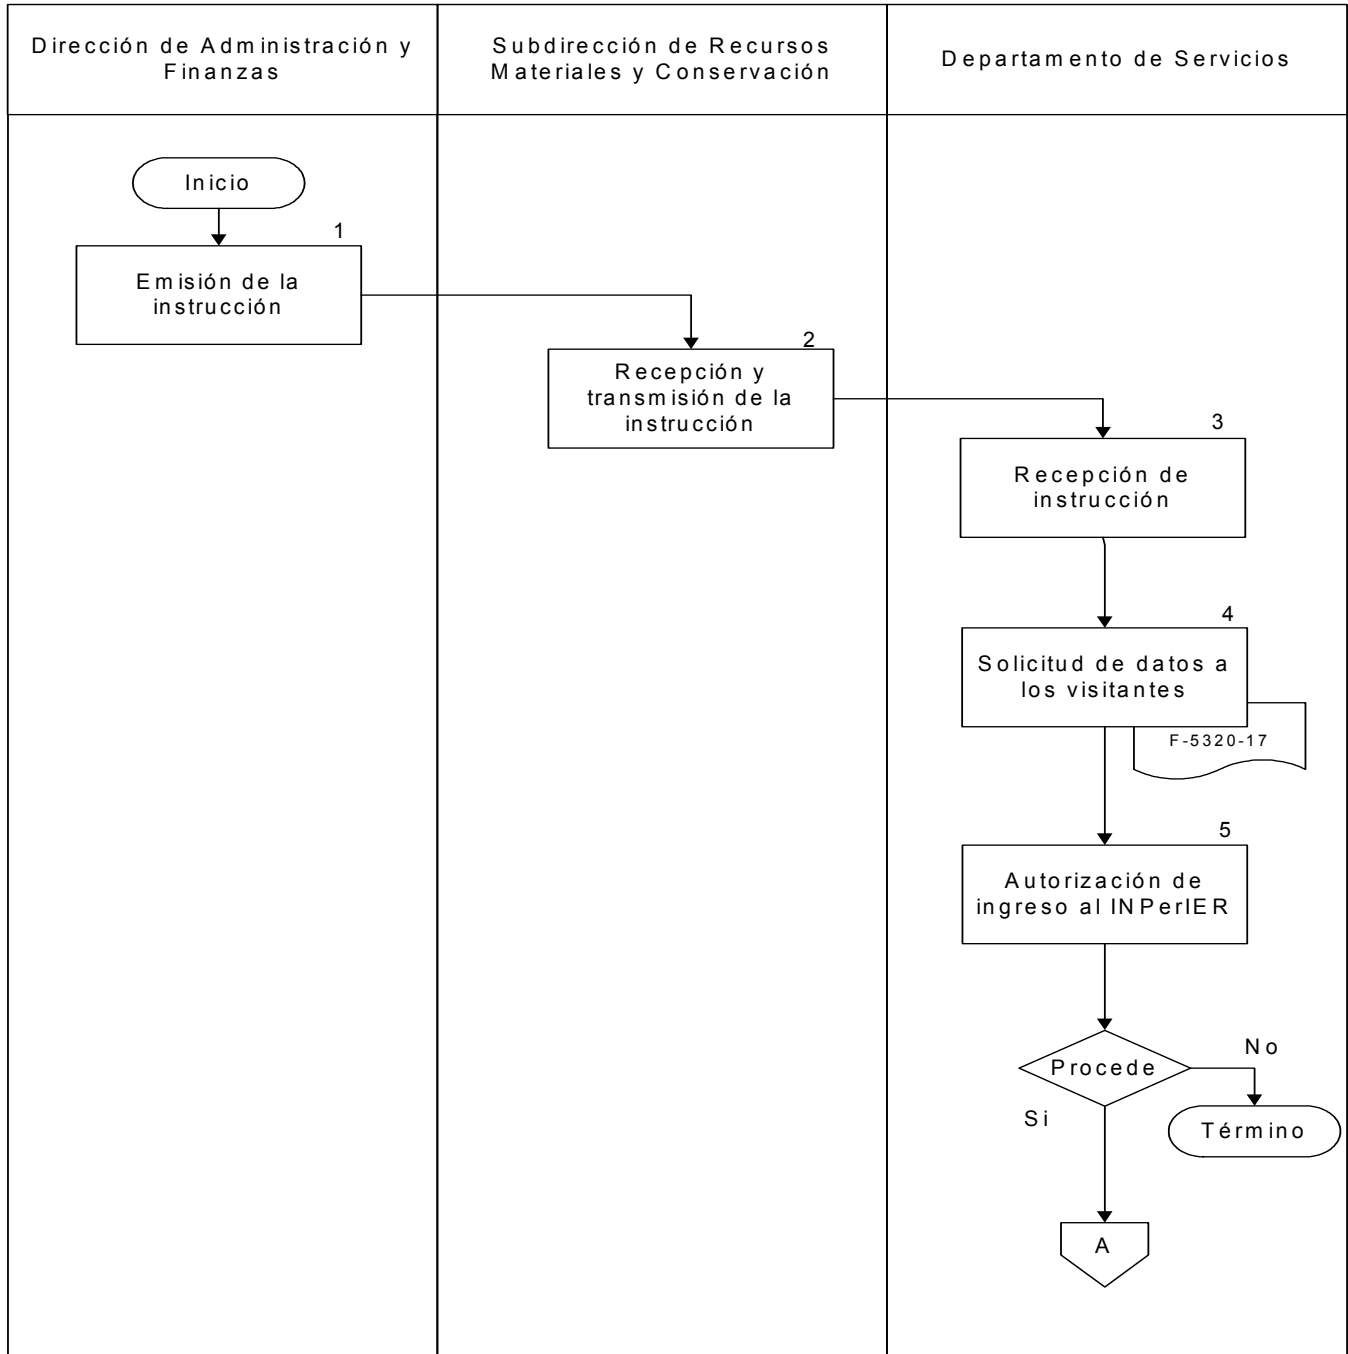 Dirección de Administración y
Finanzas
Subdirección de Recursos
Materiales y Conservación
Departamento de Servicios
Inicio
1
Emisión de la
instrucción
2
Recepción y
transmisión de la
instrucción
3
Recepción de
instrucción
4
Solicitud de datos a
los visitantes
F-5320-17
5
Autorización de
ingreso al INPerIER
Procede
No
Si
Término
A